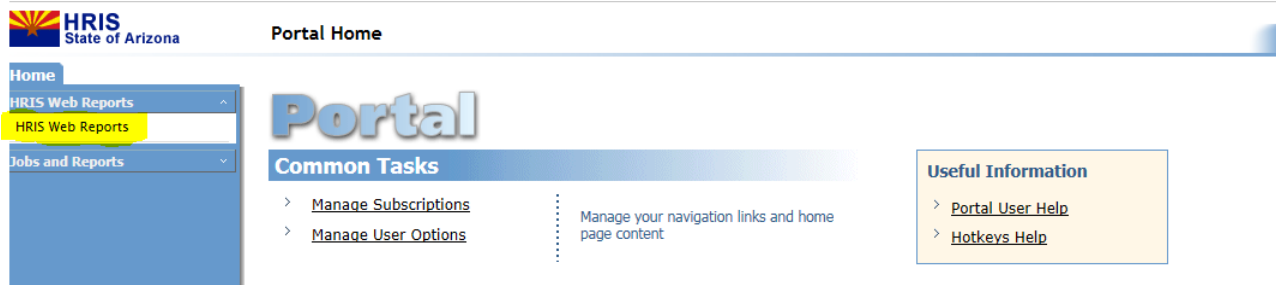 HRIS
State of Arizona
Portal Home
Home
HRIS Web Reports
HRIS Web Reports
Jobs and Reports
Portal
Common Tasks
Manage Subscriptions
Manage User Options
Manage your navigation links and home
page content
Useful Information
Portal User Help
Hotkeys Help